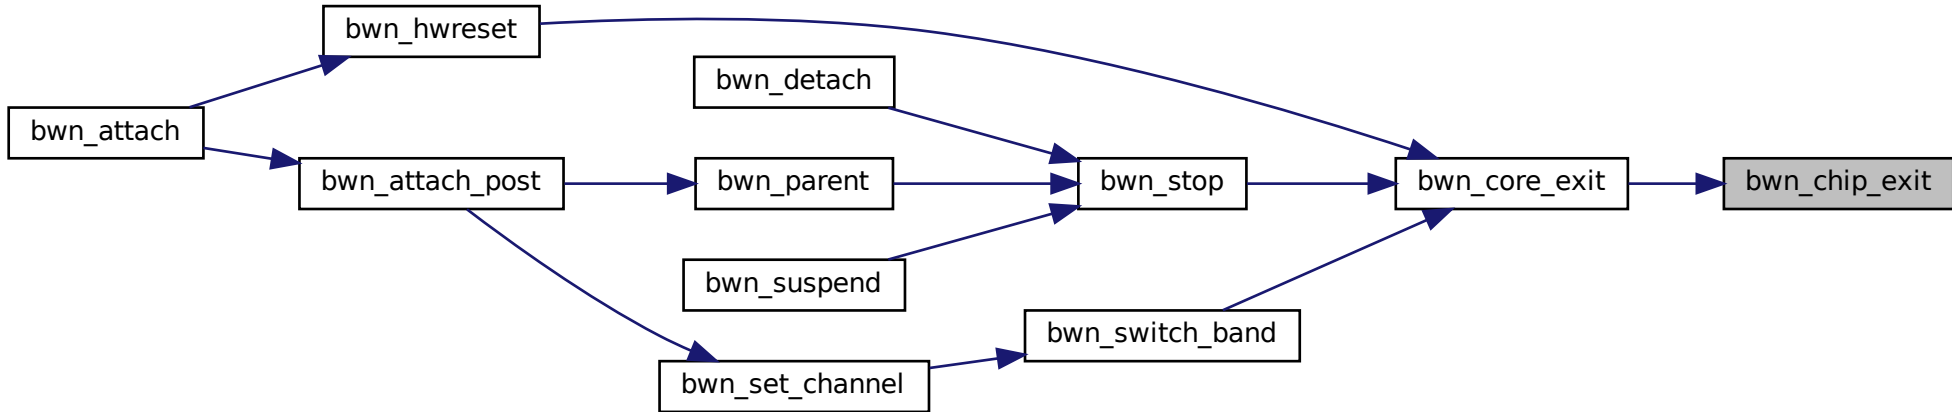 bwn_hwreset
bwn_detach
bwn_attach
bwn_attach_post
bwn_parent
bwn_stop
bwn_core_exit
bwn_chip_exit
bwn_suspend
bwn_switch_band
bwn_set_channel